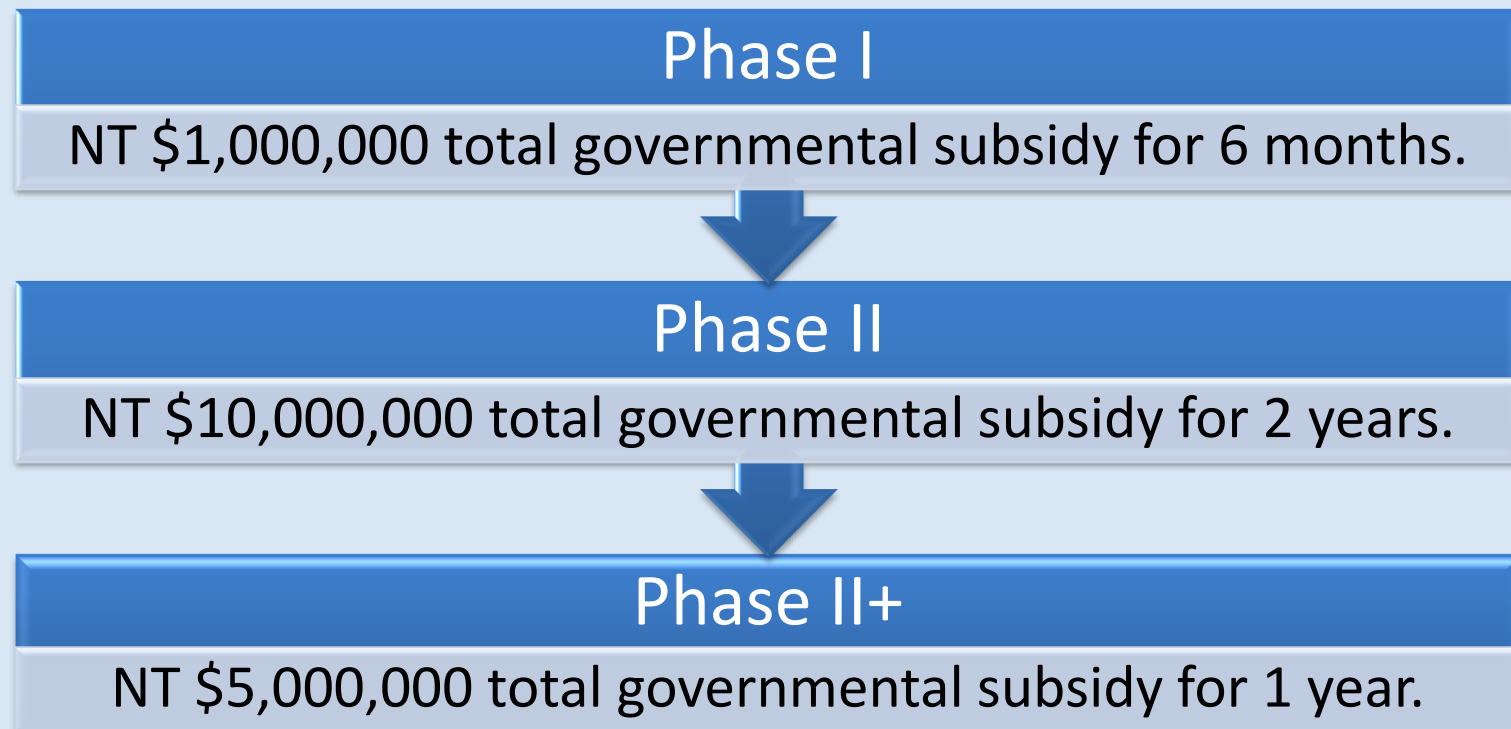 Phase I
NT $1,000,000 total governmental subsidy for 6 months.
Phase II
NT $10,000,000 total governmental subsidy for 2 years.
Phase II+
NT $5,000,000 total governmental subsidy for 1 year.